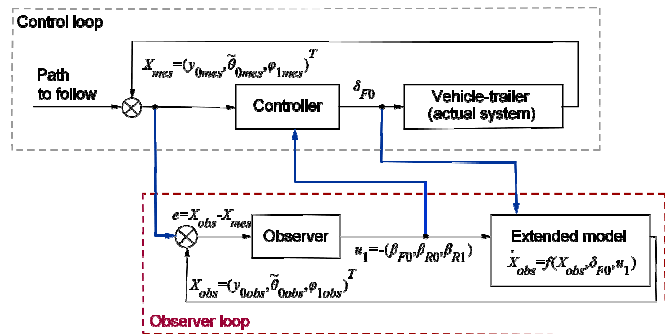 Control loop
X_mes=(y_0mes,θ̃_0mes,φ_1mes)^T
Path
to follow
Controller
δ_F0
Vehicle-trailer
(actual system)
e=X_obs-X_mes
Observer
u_1=-(β_F0,β_R0,β_R1)
Extended model
Ẋ_obs=f(X_obs,δ_F0,u_1)
X_obs=(y_0obs,θ̃_0obs,φ_1obs)^T
Observer loop